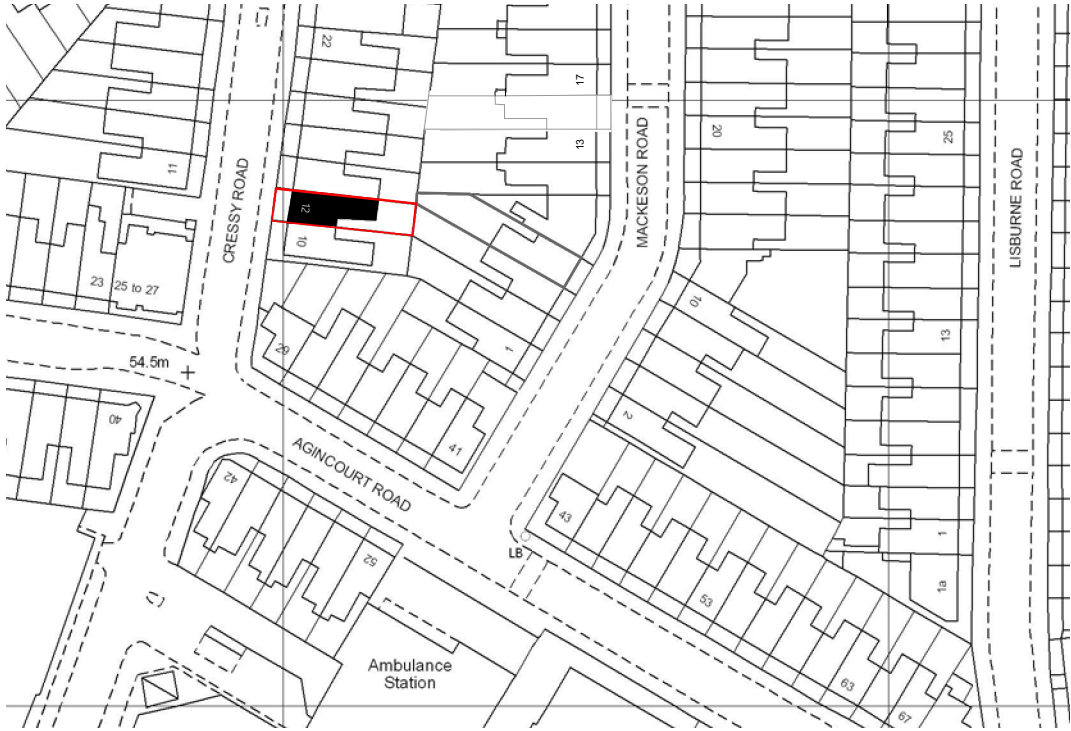 22
17
13
20
25
11
CRESSY ROAD
MACKESON ROAD
LISBURNE ROAD
12
10
23
25 to 27
10
54.5m
29
1
13
40
41
2
AGINCOURT ROAD
42
43
52
LB
53
1
1a
Ambulance
Station
63
67